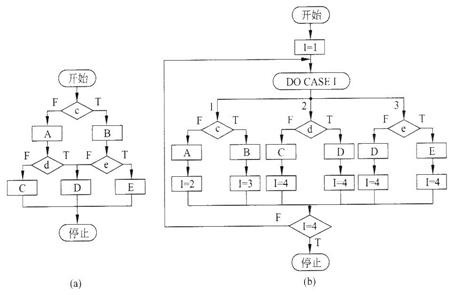 开始
F c T
A B
F d T F e T
C D E
停止
(a)
开始
I=1
DO CASE I
1 2 3
F c T F d T F e T
A B C D D E
I=2 I=3 I=4 I=4 I=4 I=4
F I=4
T
停止
(b)